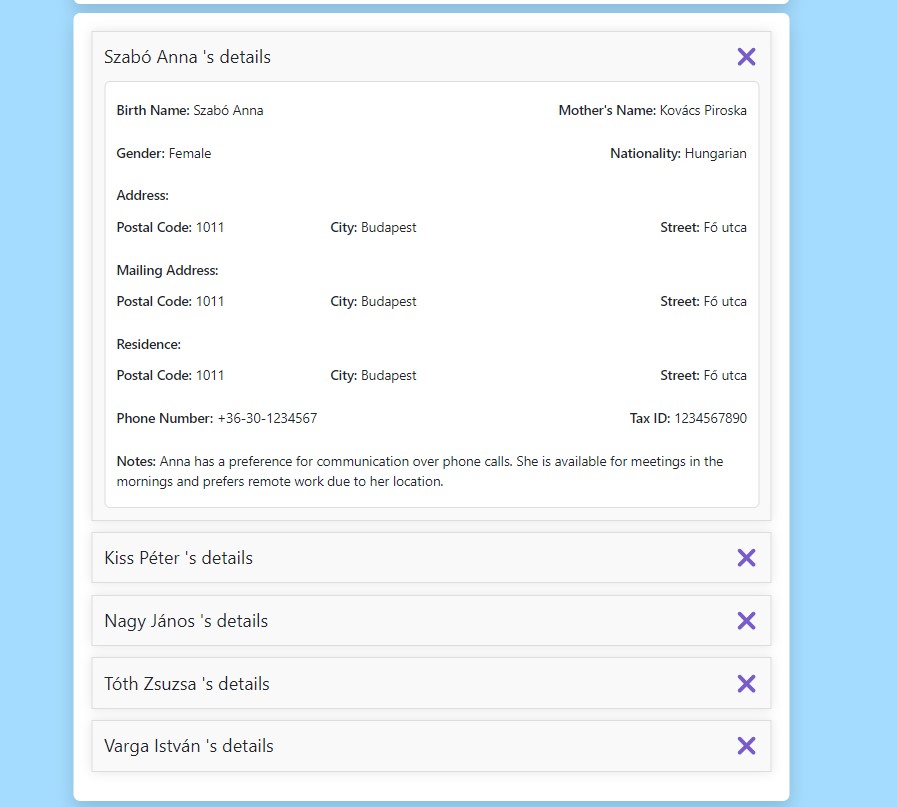 Szabó Anna 's details
Birth Name: Szabó Anna Mother's Name: Kovács Piroska
Gender: Female Nationality: Hungarian
Address:
Postal Code: 1011 City: Budapest Street: Fő utca
Mailing Address:
Postal Code: 1011 City: Budapest Street: Fő utca
Residence:
Postal Code: 1011 City: Budapest Street: Fő utca
Phone Number: +36-30-1234567 Tax ID: 1234567890
Notes: Anna has a preference for communication over phone calls. She is available for meetings in the
mornings and prefers remote work due to her location.
Kiss Péter 's details
Nagy János 's details
Tóth Zsuzsa 's details
Varga István 's details